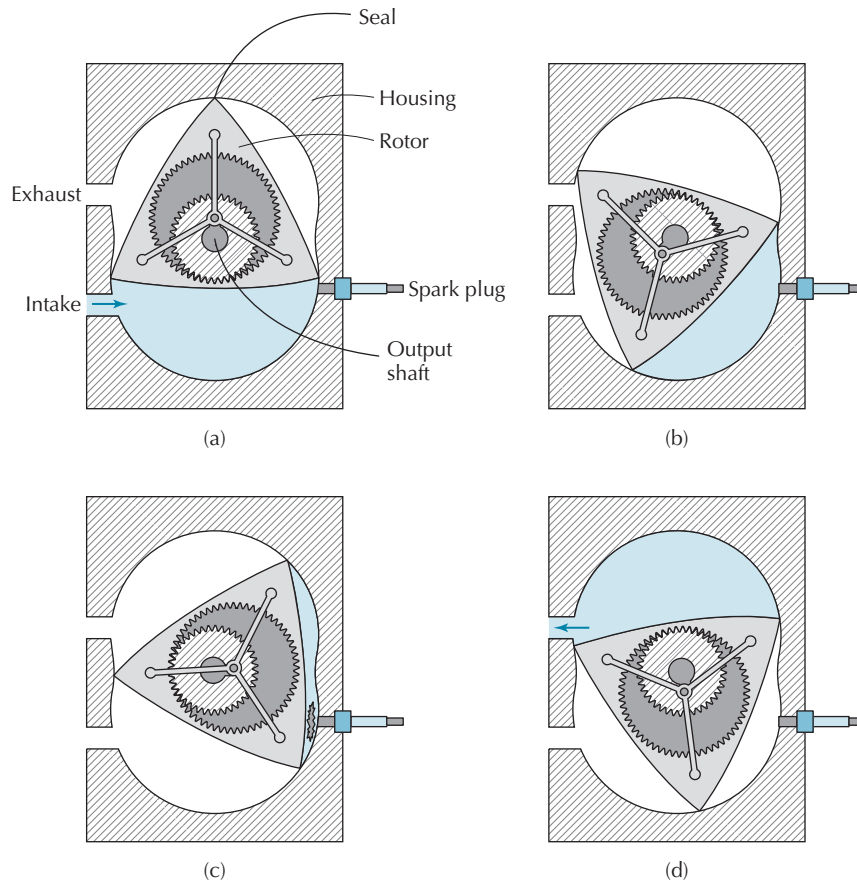 Seal
Housing
Rotor
Exhaust
Intake
Spark plug
Output
shaft
(a)
(b)
(c)
(d)